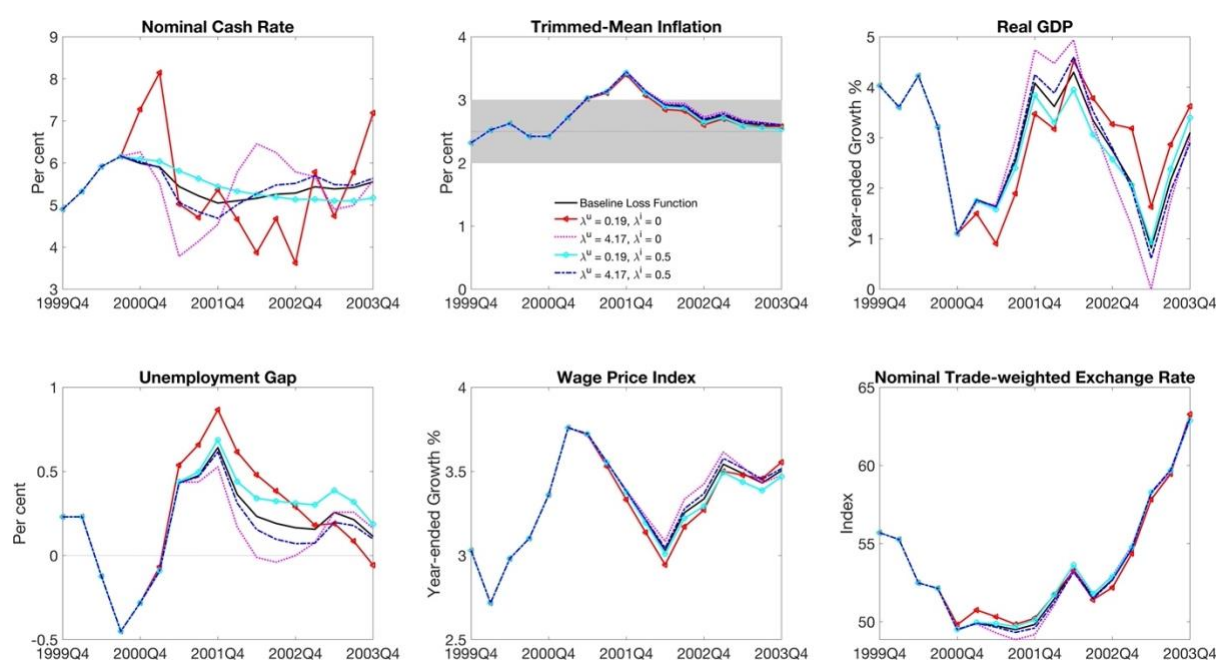 Nominal Cash Rate
Per cent
9
8
7
6
5
4
3
1999Q4 2000Q4 2001Q4 2002Q4 2003Q4
Trimmed-Mean Inflation
Per cent
4
3
2
1
0
Baseline Loss Function
λᵘ = 0.19, λⁱ = 0
λᵘ = 4.17, λⁱ = 0
λᵘ = 0.19, λⁱ = 0.5
λᵘ = 4.17, λⁱ = 0.5
1999Q4 2000Q4 2001Q4 2002Q4 2003Q4
Real GDP
Year-ended Growth %
5
4
3
2
1
0
1999Q4 2000Q4 2001Q4 2002Q4 2003Q4
Unemployment Gap
Per cent
1
0.5
0
-0.5
1999Q4 2000Q4 2001Q4 2002Q4 2003Q4
Wage Price Index
Year-ended Growth %
4
3.5
3.0
2.5
1999Q4 2000Q4 2001Q4 2002Q4 2003Q4
Nominal Trade-weighted Exchange Rate
Index
65
60
55
50
1999Q4 2000Q4 2001Q4 2002Q4 2003Q4